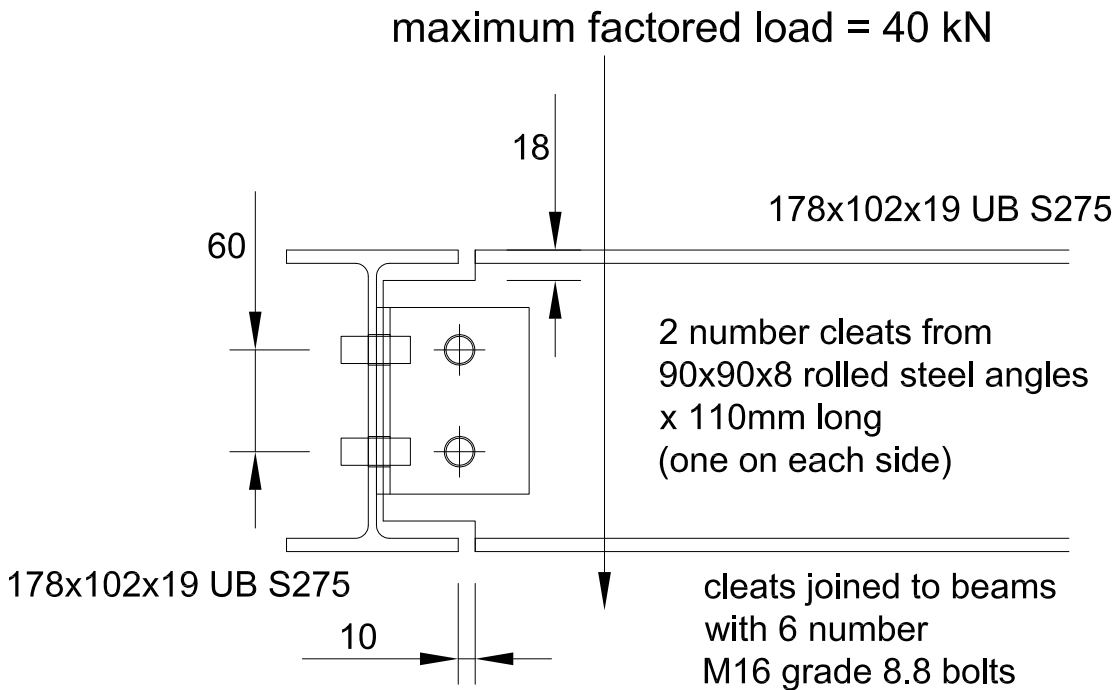 maximum factored load = 40 kN
18
178x102x19 UB S275
60
2 number cleats from
90x90x8 rolled steel angles
x 110mm long
(one on each side)
178x102x19 UB S275
10
cleats joined to beams
with 6 number
M16 grade 8.8 bolts